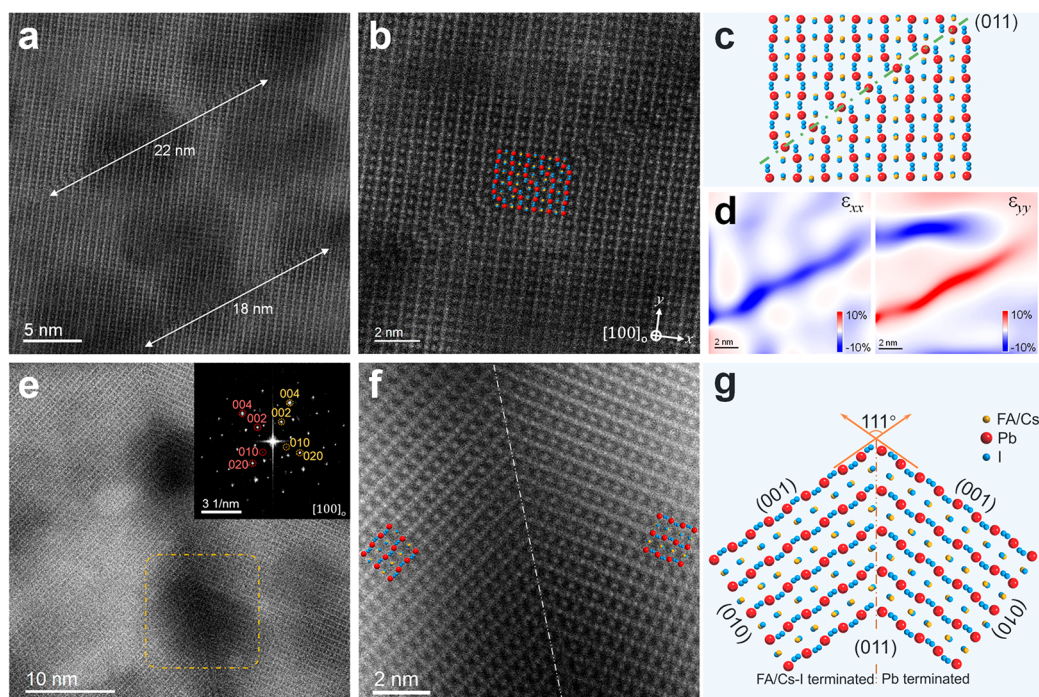 a
22 nm
18 nm
5 nm
b
2 nm
[100]ₒ
y
x
c
(011)
d
εxx
εyy
10%
-10%
2 nm
10%
-10%
2 nm
e
004
002
010
020
004
002
010
020
3 1/nm
[100]ₒ
10 nm
f
2 nm
g
111°
FA/Cs
Pb
I
(001)
(001)
(010)
(010)
(011)
FA/Cs-I terminated
Pb terminated